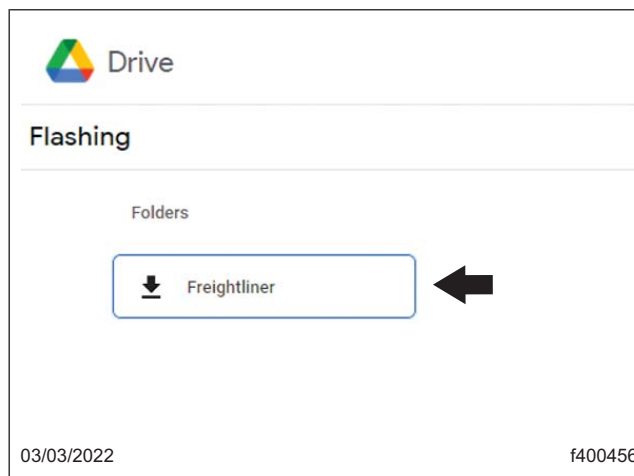 Drive
Flashing
Folders
Freightliner
03/03/2022 f400456